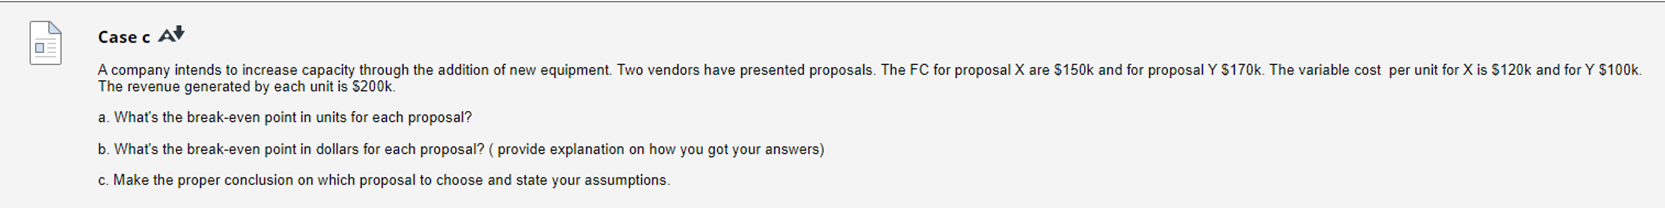 Case c
A company intends to increase capacity through the addition of new equipment. Two vendors have presented proposals. The FC for proposal X are $150k and for proposal Y $170k. The variable cost per unit for X is $120k and for Y $100k.
The revenue generated by each unit is $200k.
a. What's the break-even point in units for each proposal?
b. What's the break-even point in dollars for each proposal? ( provide explanation on how you got your answers)
c. Make the proper conclusion on which proposal to choose and state your assumptions.